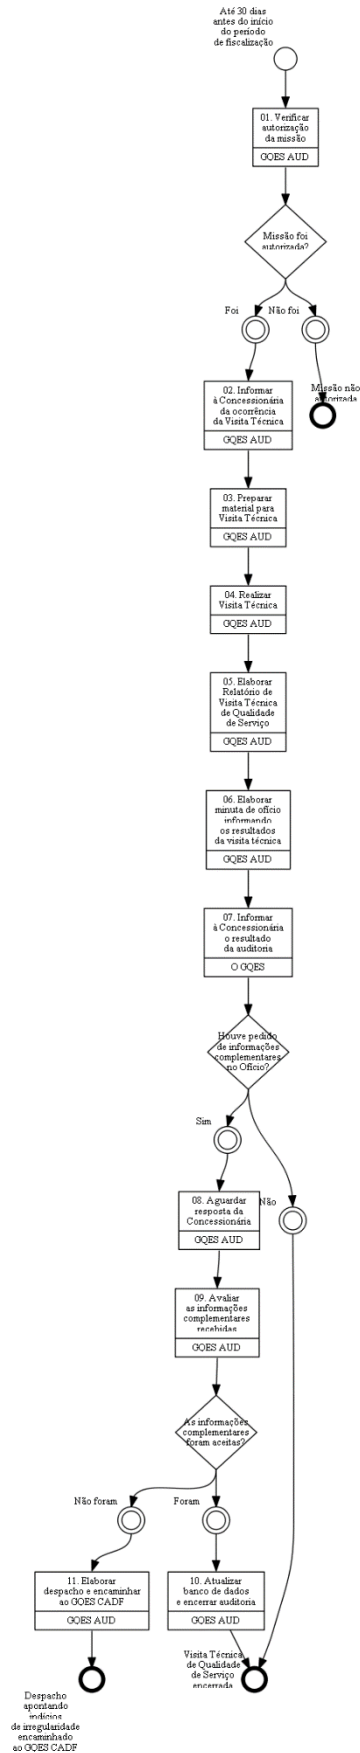 Até 30 dias
antes do início
do período
de fiscalização
01. Verificar
autorização
da missão
GQES AUD
Missão foi
autorizada?
Foi
Não foi
Missão não
autorizada
02. Informar
à Concessionária
da ocorrência
da Visita Técnica
GQES AUD
03. Preparar
material para
Visita Técnica
GQES AUD
04. Realizar
Visita Técnica
GQES AUD
05. Elaborar
Relatório de
Visita Técnica
de Qualidade
de Serviço
GQES AUD
06. Elaborar
minuta de ofício
informando
os resultados
da visita técnica
GQES AUD
07. Informar
à Concessionária
o resultado
da auditoria
O GQES
Houve pedido
de informações
complementares
no Ofício?
Sim
Não
08. Aguardar
resposta da
Concessionária
GQES AUD
09. Avaliar
as informações
complementares
recebidas
GQES AUD
As informações
complementares
foram aceitas?
Não foram
Foram
11. Elaborar
despacho e encaminhar
ao GQES CADF
GQES AUD
10. Atualizar
banco de dados
e encerrar auditoria
GQES AUD
Visita Técnica
de Qualidade
de Serviço
encerrada
Despacho
apontando
indícios
de irregularidade
encaminhado
ao GQES CADF